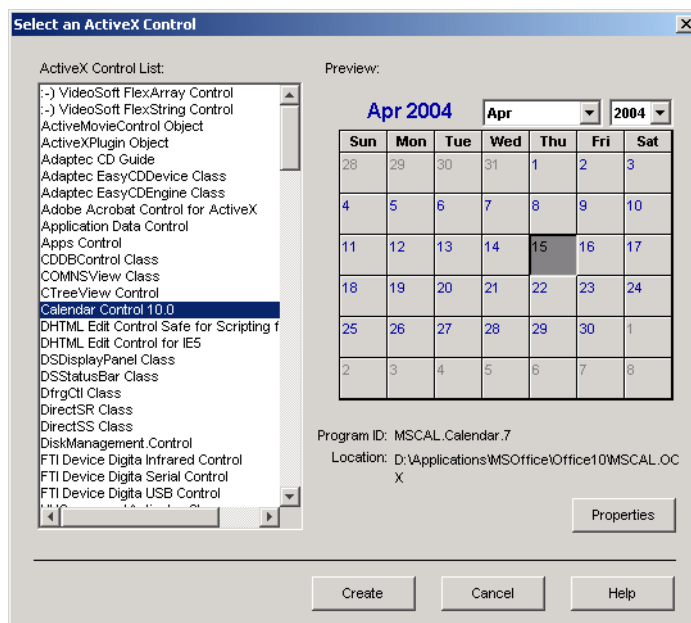 Select an ActiveX Control
ActiveX Control List:
:-) VideoSoft FlexArray Control
:-) VideoSoft FlexString Control
ActiveMovieControl Object
ActiveXPlugin Object
Adaptec CD Guide
Adaptec EasyCDDevice Class
Adaptec EasyCDEngine Class
Adobe Acrobat Control for ActiveX
Application Data Control
Apps Control
CDDBControl Class
COMNSView Class
CTreeView Control
Calendar Control 10.0
DHTML Edit Control Safe for Scripting f
DHTML Edit Control for IE5
DSDisplayPanel Class
DSStatusBar Class
DfrgCtl Class
DirectSR Class
DirectSS Class
DiskManagement.Control
FTI Device Digita Infrared Control
FTI Device Digita Serial Control
FTI Device Digita USB Control
Preview:
Apr 2004 Apr 2004
Sun Mon Tue Wed Thu Fri Sat
28 29 30 31 1 2 3
4 5 6 7 8 9 10
11 12 13 14 15 16 17
18 19 20 21 22 23 24
25 26 27 28 29 30 1
2 3 4 5 6 7 8
Program ID: MSCAL.Calendar.7
Location: D:\Applications\MSOffice\Office10\MSCAL.OC
X
Properties
Create Cancel Help